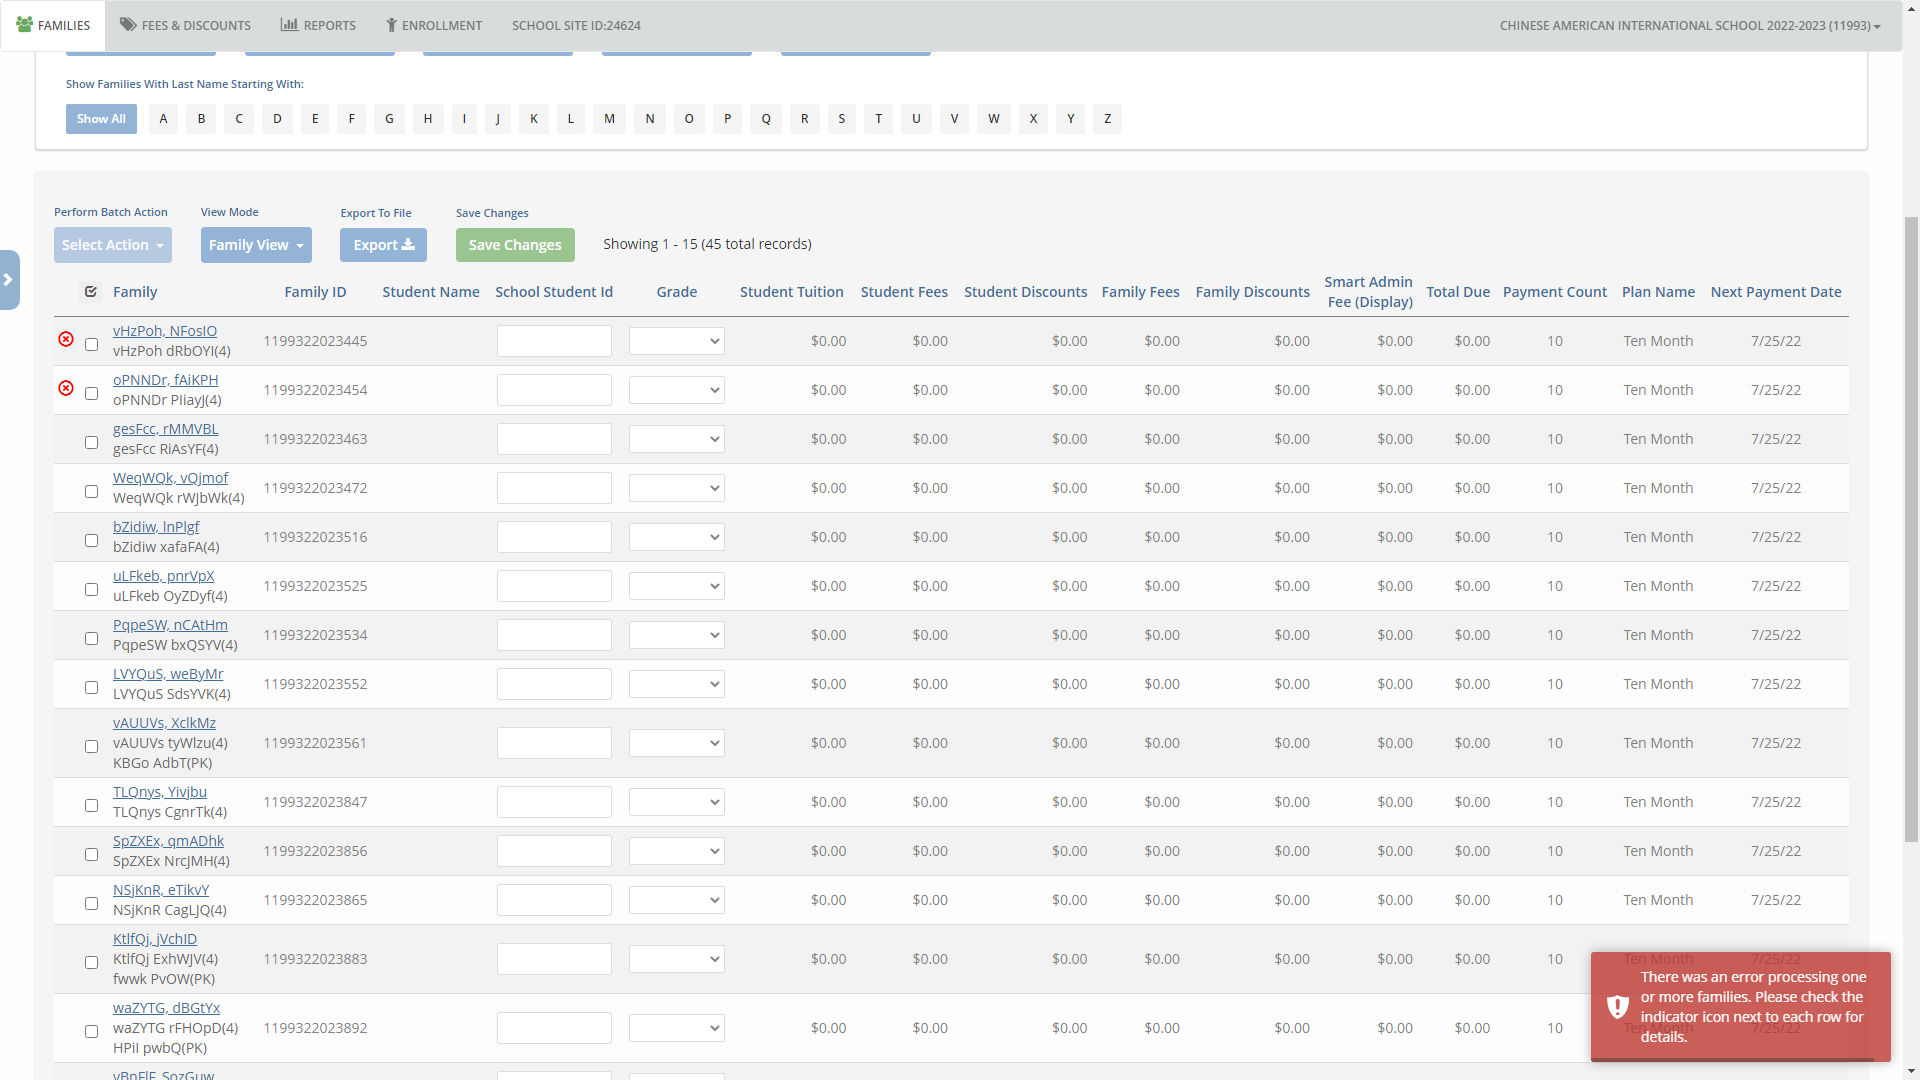 FAMILIES FEES & DISCOUNTS REPORTS ENROLLMENT SCHOOL SITE ID:24624 CHINESE AMERICAN INTERNATIONAL SCHOOL 2022-2023 (11993)
Show Families With Last Name Starting With:
Show All A B C D E F G H I J K L M N O P Q R S T U V W X Y Z
Perform Batch Action View Mode Export To File Save Changes
Select Action Family View Export Save Changes Showing 1 - 15 (45 total records)
Family Family ID Student Name School Student Id Grade Student Tuition Student Fees Student Discounts Family Fees Family Discounts Smart Admin Fee (Display) Total Due Payment Count Plan Name Next Payment Date
vHzPoh, NFosIO
vHzPoh dRbOYI(4) 1199322023445 $0.00 $0.00 $0.00 $0.00 $0.00 $0.00 $0.00 10 Ten Month 7/25/22
oPNNDr, fAiKPH
oPNNDr PIiayJ(4) 1199322023454 $0.00 $0.00 $0.00 $0.00 $0.00 $0.00 $0.00 10 Ten Month 7/25/22
gesFcc, rMMVBL
gesFcc RiAsYF(4) 1199322023463 $0.00 $0.00 $0.00 $0.00 $0.00 $0.00 $0.00 10 Ten Month 7/25/22
WeqWQk, vQjmof
WeqWQk rWJbWk(4) 1199322023472 $0.00 $0.00 $0.00 $0.00 $0.00 $0.00 $0.00 10 Ten Month 7/25/22
bZidiw, lnPlgf
bZidiw xafaFA(4) 1199322023516 $0.00 $0.00 $0.00 $0.00 $0.00 $0.00 $0.00 10 Ten Month 7/25/22
uLFkeb, pnrVpX
uLFkeb OyZDyf(4) 1199322023525 $0.00 $0.00 $0.00 $0.00 $0.00 $0.00 $0.00 10 Ten Month 7/25/22
PqpeSW, nCAtHm
PqpeSW bxQSYV(4) 1199322023534 $0.00 $0.00 $0.00 $0.00 $0.00 $0.00 $0.00 10 Ten Month 7/25/22
LVYQuS, weByMr
LVYQuS SdsYVK(4) 1199322023552 $0.00 $0.00 $0.00 $0.00 $0.00 $0.00 $0.00 10 Ten Month 7/25/22
vAUUVs, XclkMz
vAUUVs tyWlzu(4) 1199322023561 $0.00 $0.00 $0.00 $0.00 $0.00 $0.00 $0.00 10 Ten Month 7/25/22
KBGo AdbT(PK)
TLQnys, Yivjbu
TLQnys CgnrTk(4) 1199322023847 $0.00 $0.00 $0.00 $0.00 $0.00 $0.00 $0.00 10 Ten Month 7/25/22
SpZXEx, qmADhk
SpZXEx NrcJMH(4) 1199322023856 $0.00 $0.00 $0.00 $0.00 $0.00 $0.00 $0.00 10 Ten Month 7/25/22
NSjKnR, eTikvY
NSjKnR CagLJQ(4) 1199322023865 $0.00 $0.00 $0.00 $0.00 $0.00 $0.00 $0.00 10 Ten Month 7/25/22
KtlfQj, jVchID
KtlfQj ExhWJV(4) 1199322023883 $0.00 $0.00 $0.00 $0.00 $0.00 $0.00 $0.00 10 Ten Month 7/25/22
fwwk PvOW(PK)
waZYTG, dBGtYx
waZYTG rFHOpD(4) 1199322023892 $0.00 $0.00 $0.00 $0.00 $0.00 $0.00 $0.00 10 Ten Month 7/25/22
HPiI pwbQ(PK)
There was an error processing one
or more families. Please check the
indicator icon next to each row for
details.